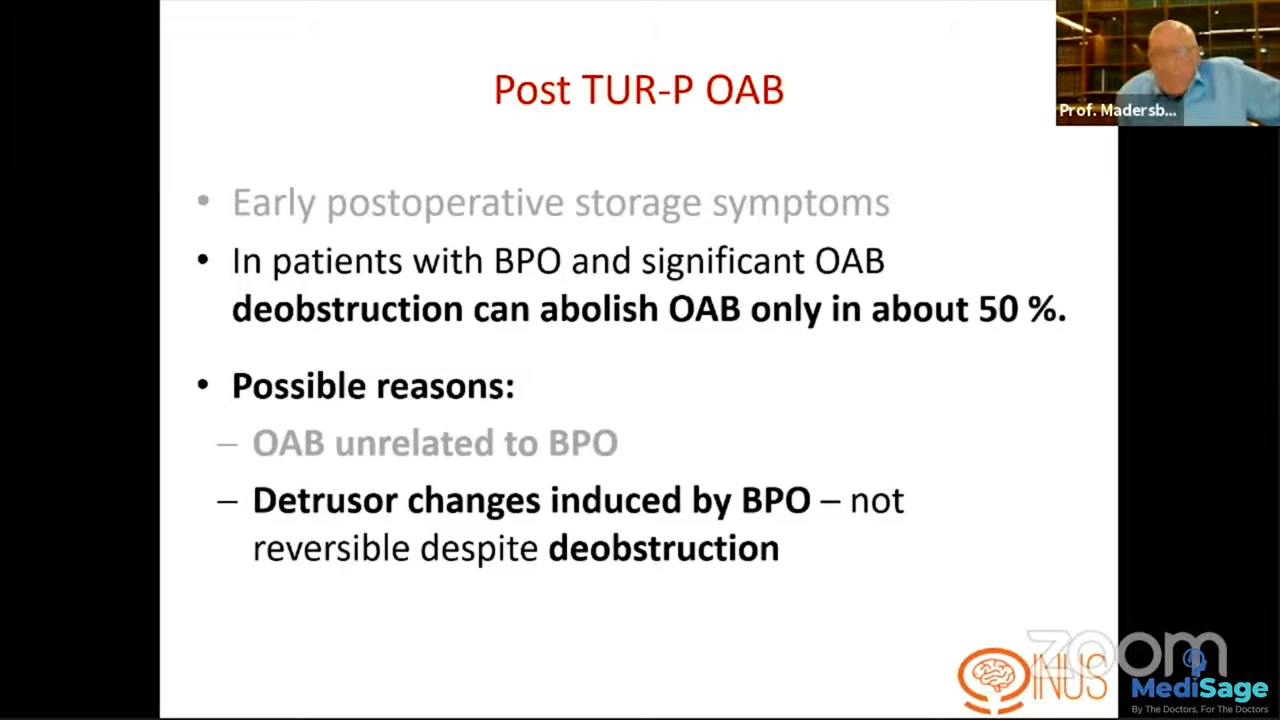 Post TUR-P OAB
Prof. Madersb...
• Early postoperative storage symptoms
• In patients with BPO and significant OAB
deobstruction can abolish OAB only in about 50 %.
• Possible reasons:
– OAB unrelated to BPO
– Detrusor changes induced by BPO – not
reversible despite deobstruction
zoom
INUS
MediSage
By The Doctors, For The Doctors